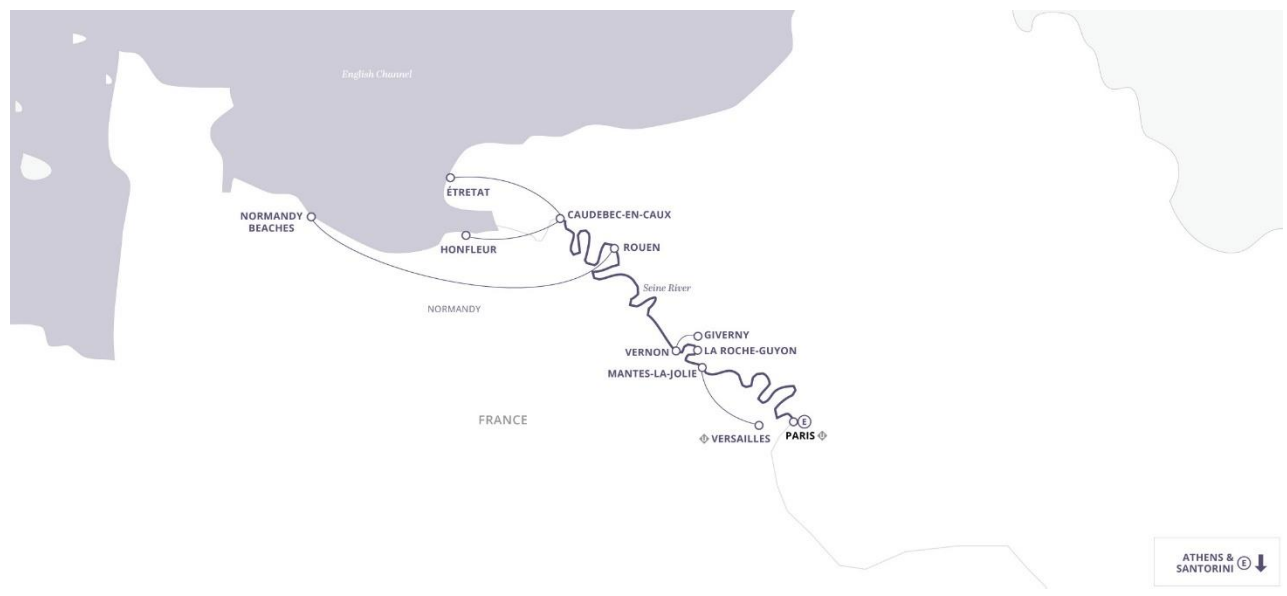 English Channel
ÉTRETAT
CAUDEBEC-EN-CAUX
NORMANDY
BEACHES
HONFLEUR
ROUEN
Seine River
NORMANDY
GIVERNY
VERNON
LA ROCHE-GUYON
MANTES-LA-JOLIE
FRANCE
E
VERSAILLES
PARIS
ATHENS &
SANTORINI E